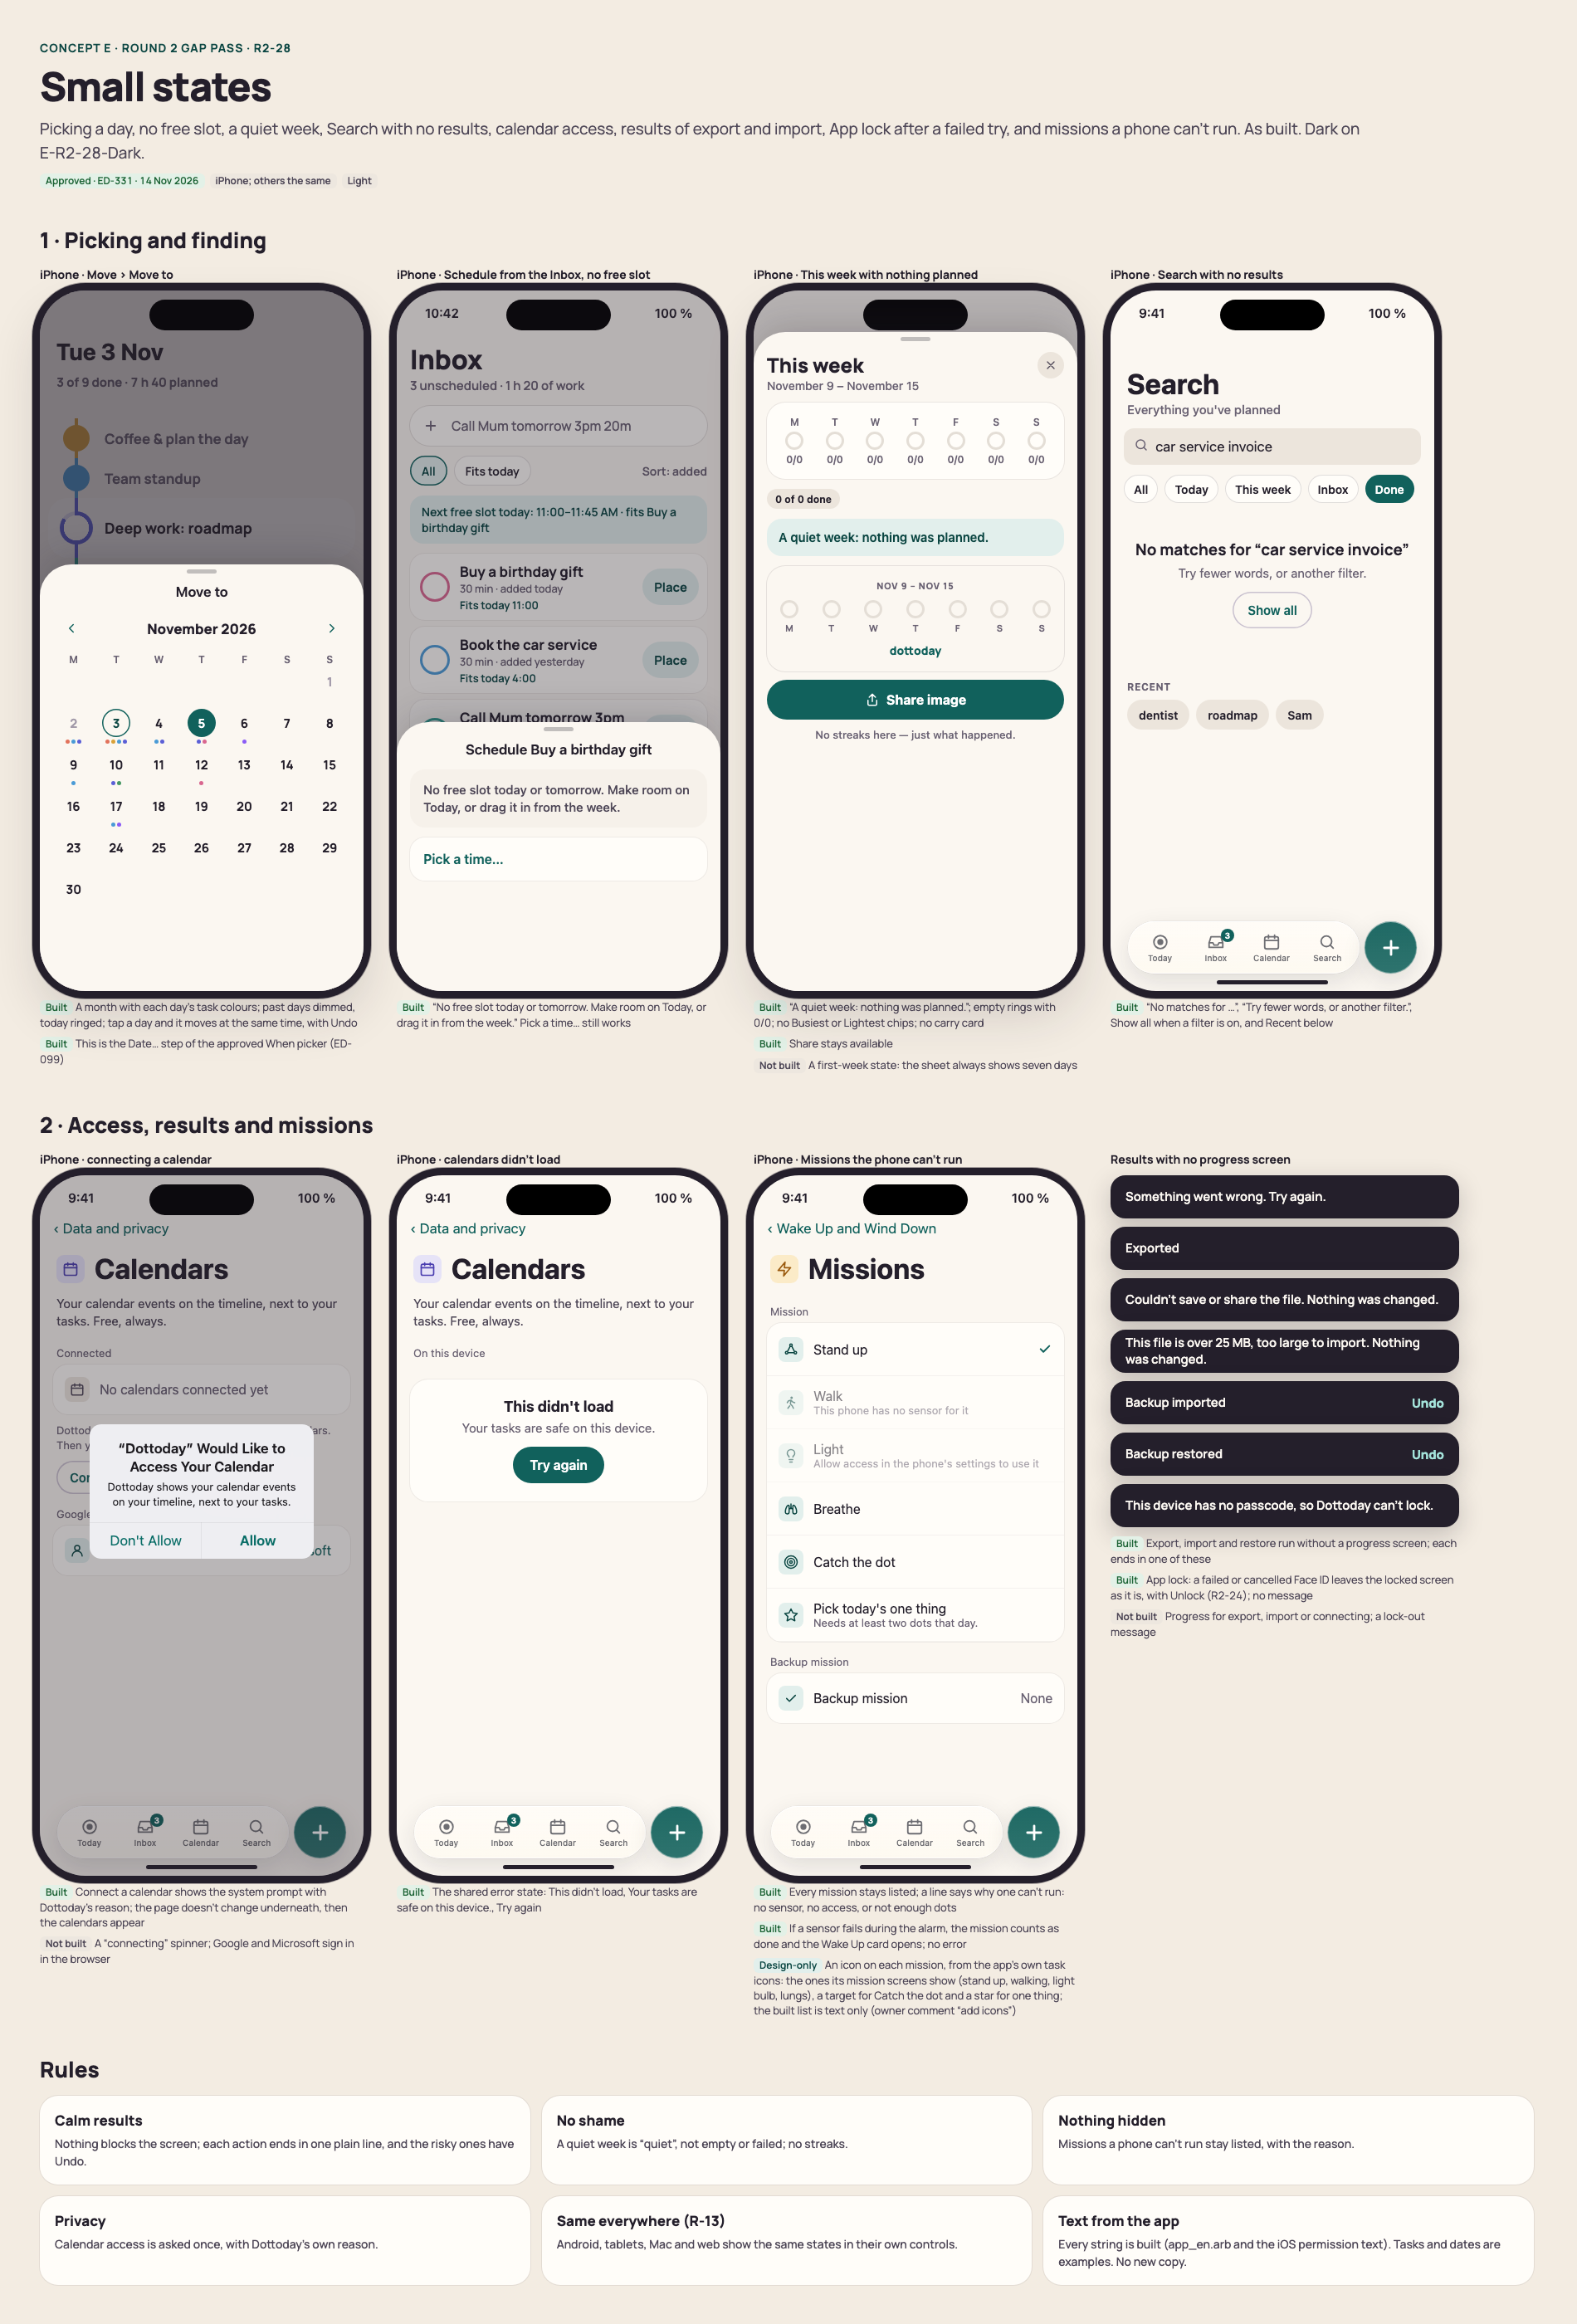 CONCEPT E · ROUND 2 GAP PASS · R2-28
Small states
Picking a day, no free slot, a quiet week, Search with no results, calendar access, results of export and import, App lock after a failed try, and missions a phone can't run. As built. Dark on
E-R2-28-Dark.
Approved · ED-331 · 14 Nov 2026
iPhone; others the same
Light
1 · Picking and finding
iPhone · Move > Move to
Tue 3 Nov
3 of 9 done · 7 h 40 planned
Coffee & plan the day
Team standup
Deep work: roadmap
Move to
‹ November 2026 ›
M T W T F S S
1
2 3 4 5 6 7 8
9 10 11 12 13 14 15
16 17 18 19 20 21 22
23 24 25 26 27 28 29
30
Built A month with each day's task colours; past days dimmed,
today ringed; tap a day and it moves at the same time, with Undo
Built This is the Date… step of the approved When picker (ED-
099)
iPhone · Schedule from the Inbox, no free slot
10:42 100 %
Inbox
3 unscheduled · 1 h 20 of work
+ Call Mum tomorrow 3pm 20m
All Fits today Sort: added
Next free slot today: 11:00–11:45 AM · fits Buy a
birthday gift
Buy a birthday gift
30 min · added today
Fits today 11:00
Place
Book the car service
30 min · added yesterday
Fits today 4:00
Place
Call Mum tomorrow 3pm
Schedule Buy a birthday gift
No free slot today or tomorrow. Make room on
Today, or drag it in from the week.
Pick a time…
Built “No free slot today or tomorrow. Make room on Today, or
drag it in from the week.” Pick a time… still works
iPhone · This week with nothing planned
This week
November 9 – November 15
M T W T F S S
0/0 0/0 0/0 0/0 0/0 0/0 0/0
0 of 0 done
A quiet week: nothing was planned.
NOV 9 – NOV 15
M T W T F S S
dottoday
Share image
No streaks here — just what happened.
Built “A quiet week: nothing was planned.”; empty rings with
0/0; no Busiest or Lightest chips; no carry card
Built Share stays available
Not built A first-week state: the sheet always shows seven days
iPhone · Search with no results
9:41 100 %
Search
Everything you've planned
car service invoice
All Today This week Inbox Done
No matches for “car service invoice”
Try fewer words, or another filter.
Show all
RECENT
dentist roadmap Sam
3
Today Inbox Calendar Search
+
Built “No matches for …”, “Try fewer words, or another filter.”,
Show all when a filter is on, and Recent below
2 · Access, results and missions
iPhone · connecting a calendar
9:41 100 %
‹ Data and privacy
Calendars
Your calendar events on the timeline, next to your
tasks. Free, always.
Connected
No calendars connected yet
“Dottoday” Would Like to
Access Your Calendar
Dottoday shows your calendar events
on your timeline, next to your tasks.
Don't Allow Allow
3
Today Inbox Calendar Search
+
Built Connect a calendar shows the system prompt with
Dottoday's reason; the page doesn't change underneath, then
the calendars appear
Not built A “connecting” spinner; Google and Microsoft sign in
in the browser
iPhone · calendars didn't load
9:41 100 %
‹ Data and privacy
Calendars
Your calendar events on the timeline, next to your
tasks. Free, always.
On this device
This didn't load
Your tasks are safe on this device.
Try again
3
Today Inbox Calendar Search
+
Built The shared error state: This didn't load, Your tasks are
safe on this device., Try again
iPhone · Missions the phone can't run
9:41 100 %
‹ Wake Up and Wind Down
Missions
Mission
Stand up
Walk
This phone has no sensor for it
Light
Allow access in the phone's settings to use it
Breathe
Catch the dot
Pick today's one thing
Needs at least two dots that day.
Backup mission
Backup mission None
3
Today Inbox Calendar Search
+
Built Every mission stays listed; a line says why one can't run:
no sensor, no access, or not enough dots
Built If a sensor fails during the alarm, the mission counts as
done and the Wake Up card opens; no error
Design-only An icon on each mission, from the app's own task
icons: the ones its mission screens show (stand up, walking, light
bulb, lungs), a target for Catch the dot and a star for one thing;
the built list is text only (owner comment “add icons”)
Results with no progress screen
Something went wrong. Try again.
Exported
Couldn't save or share the file. Nothing was changed.
This file is over 25 MB, too large to import. Nothing
was changed.
Backup imported Undo
Backup restored Undo
This device has no passcode, so Dottoday can't lock.
Built Export, import and restore run without a progress screen; each
ends in one of these
Built App lock: a failed or cancelled Face ID leaves the locked screen
as it is, with Unlock (R2-24); no message
Not built Progress for export, import or connecting; a lock-out
message
Rules
Calm results
Nothing blocks the screen; each action ends in one plain line, and the risky ones have
Undo.
No shame
A quiet week is “quiet”, not empty or failed; no streaks.
Nothing hidden
Missions a phone can't run stay listed, with the reason.
Privacy
Calendar access is asked once, with Dottoday's own reason.
Same everywhere (R-13)
Android, tablets, Mac and web show the same states in their own controls.
Text from the app
Every string is built (app_en.arb and the iOS permission text). Tasks and dates are
examples. No new copy.